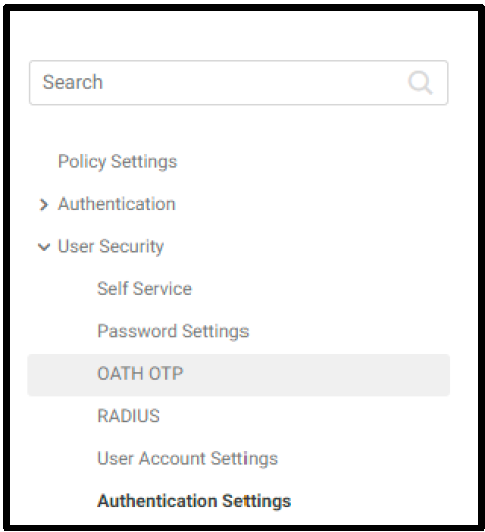 Search
Policy Settings
Authentication
User Security
Self Service
Password Settings
OATH OTP
RADIUS
User Account Settings
Authentication Settings